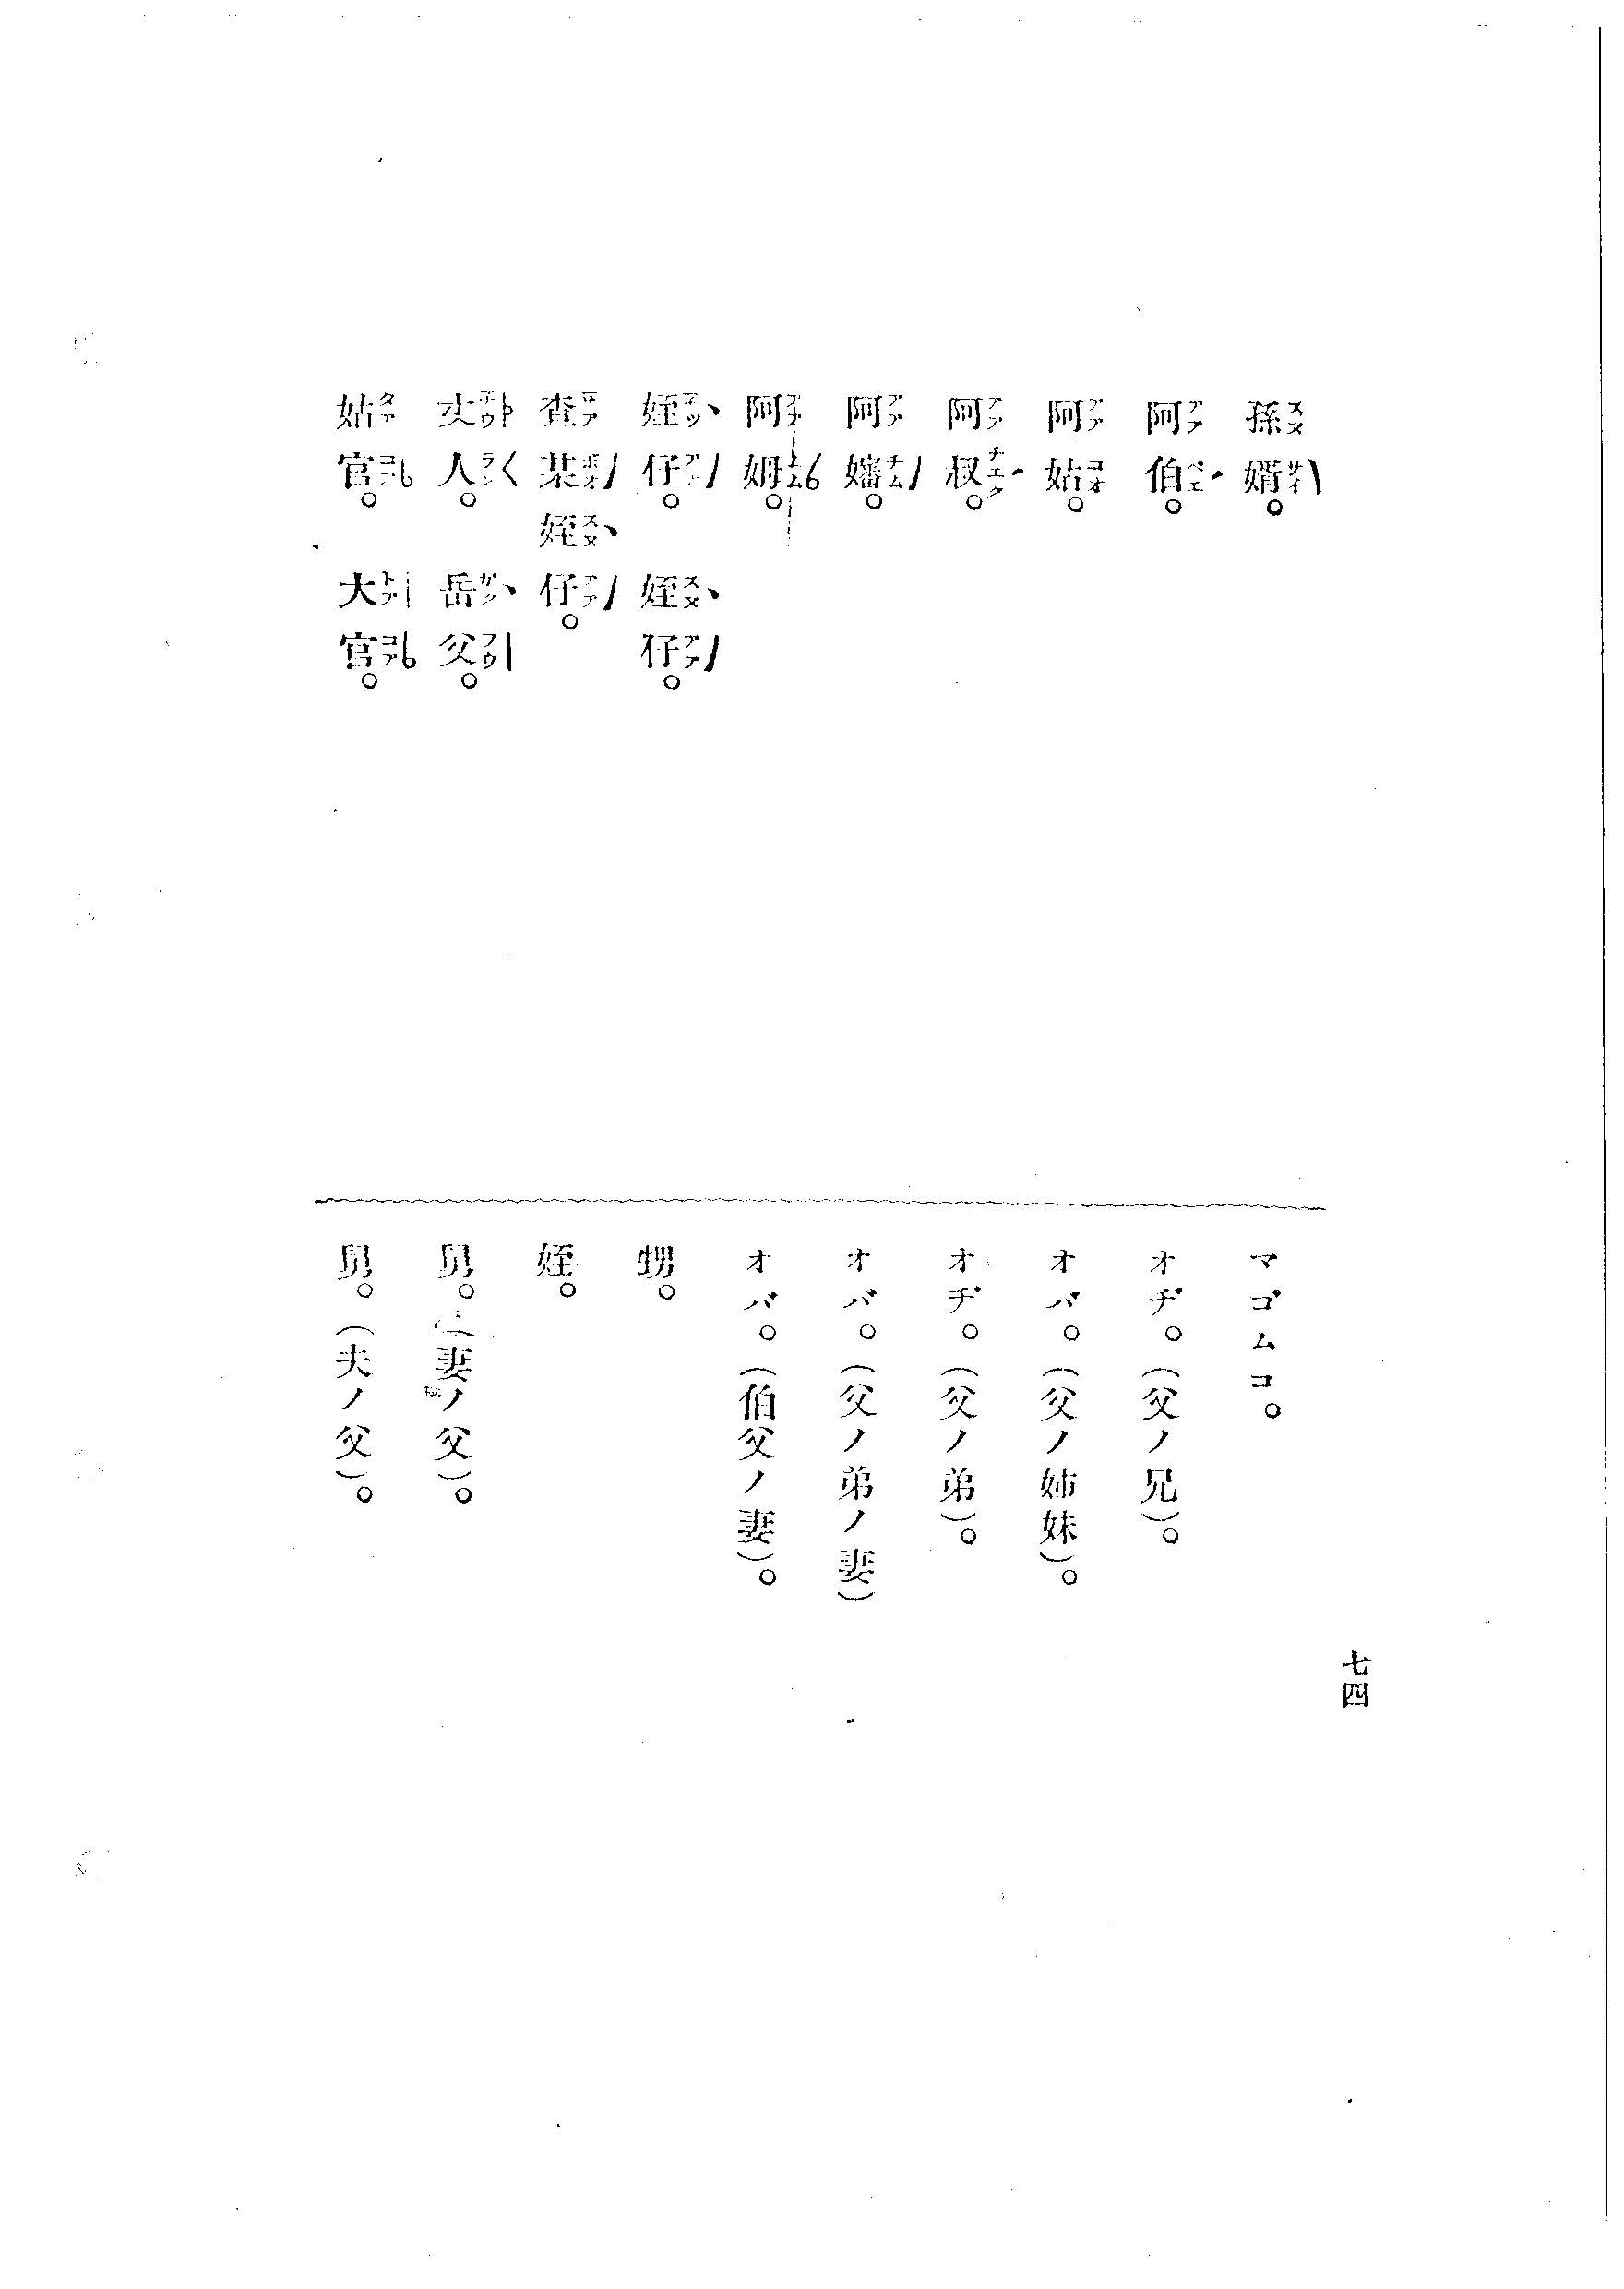 七四
孫婿。
マゴムコ。
阿伯。
オヂ。(父ノ兄)。
阿姑。
オバ。(父ノ姉妹)。
阿叔。
オヂ。(父ノ弟)。
阿嬸。
オバ。(父ノ弟ノ妻)
阿姆。
オバ。(伯父ノ妻)。
姪仔。 姪仔。
甥。
查某姪仔。
姪。
丈人。 岳父。
舅。(妻ノ父)。
官。 大官。
舅。(夫ノ父)。